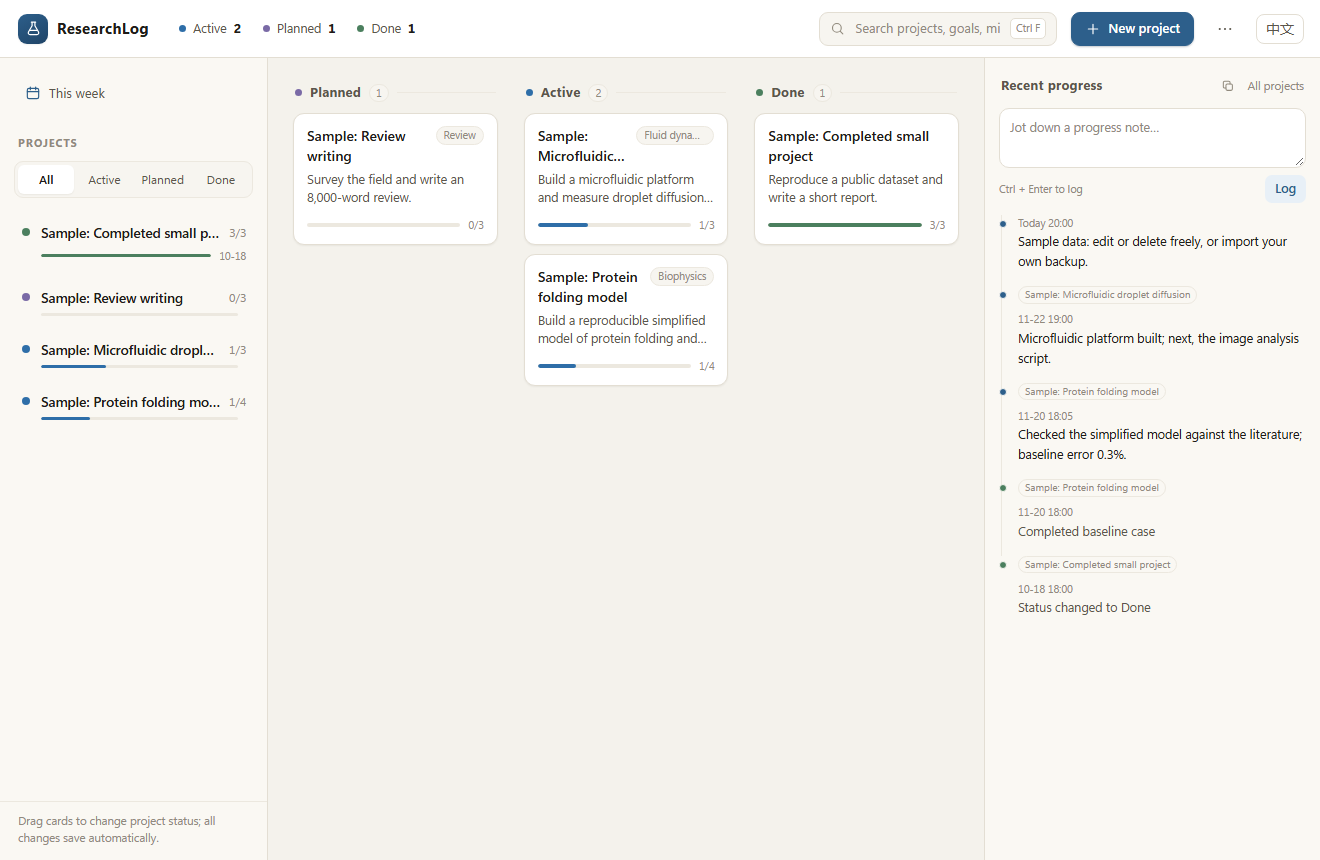 ResearchLog
Active 2
Planned 1
Done 1
Search projects, goals, mi
Ctrl F
New project
中文
This week
PROJECTS
All
Active
Planned
Done
Sample: Completed small p... 3/3
10-18
Sample: Review writing 0/3
Sample: Microfluidic dropl... 1/3
Sample: Protein folding mo... 1/4
Drag cards to change project status; all
changes save automatically.
Planned 1
Sample: Review
writing
Review
Survey the field and write an
8,000-word review.
0/3
Active 2
Sample:
Microfluidic...
Fluid dyna...
Build a microfluidic platform
and measure droplet diffusion...
1/3
Sample: Protein
folding model
Biophysics
Build a reproducible simplified
model of protein folding and...
1/4
Done 1
Sample: Completed small
project
Reproduce a public dataset and
write a short report.
3/3
Recent progress
All projects
Jot down a progress note...
Ctrl + Enter to log
Log
Today 20:00
Sample data: edit or delete freely, or import your
own backup.
Sample: Microfluidic droplet diffusion
11-22 19:00
Microfluidic platform built; next, the image analysis
script.
Sample: Protein folding model
11-20 18:05
Checked the simplified model against the literature;
baseline error 0.3%.
Sample: Protein folding model
11-20 18:00
Completed baseline case
Sample: Completed small project
10-18 18:00
Status changed to Done